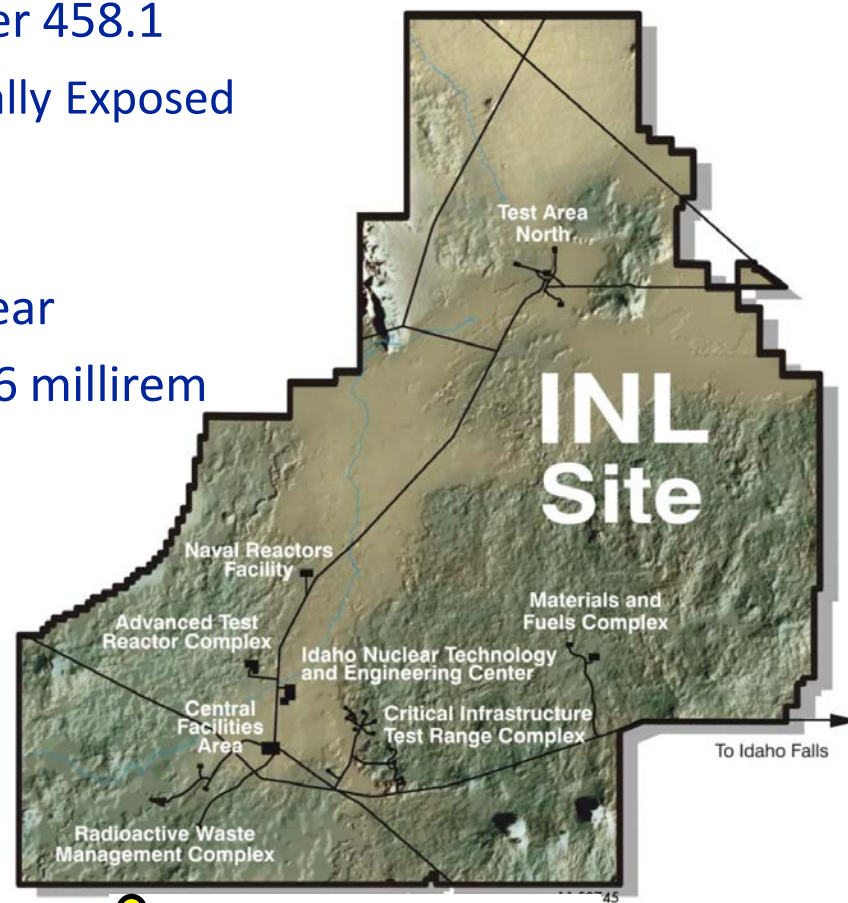 er 458.1
ally Exposed
ear
6 millirem
Test Area
North
INL
Site
Naval Reactors
Facility
Advanced Test
Reactor Complex
Materials and
Fuels Complex
Idaho Nuclear Technology
and Engineering Center
Central
Facilities
Area
Critical Infrastructure
Test Range Complex
To Idaho Falls
Radioactive Waste
Management Complex